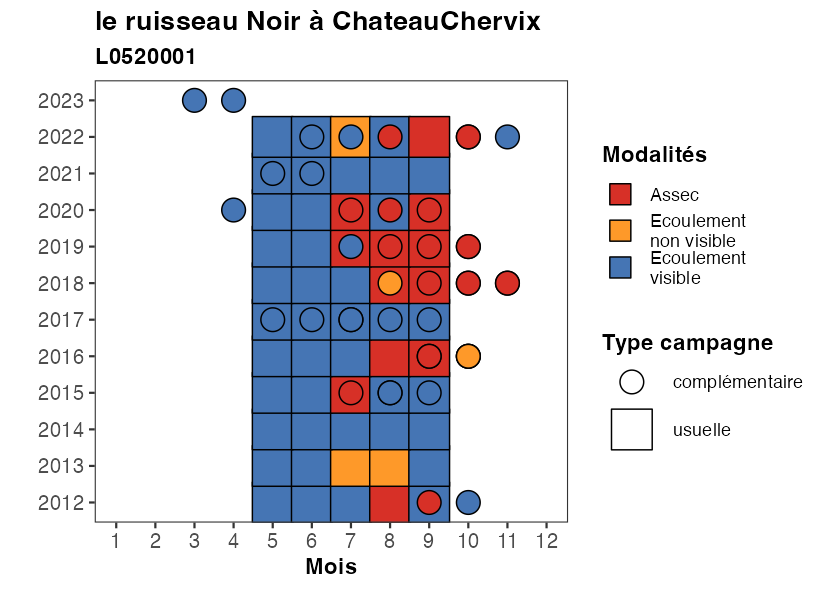 le ruisseau Noir à ChateauChervix
L0520001
2023
2022
2021
2020
2019
2018
2017
2016
2015
2014
2013
2012
1 2 3 4 5 6 7 8 9 10 11 12
Mois
Modalités
Assec
Ecoulement
non visible
Ecoulement
visible
Type campagne
complémentaire
usuelle